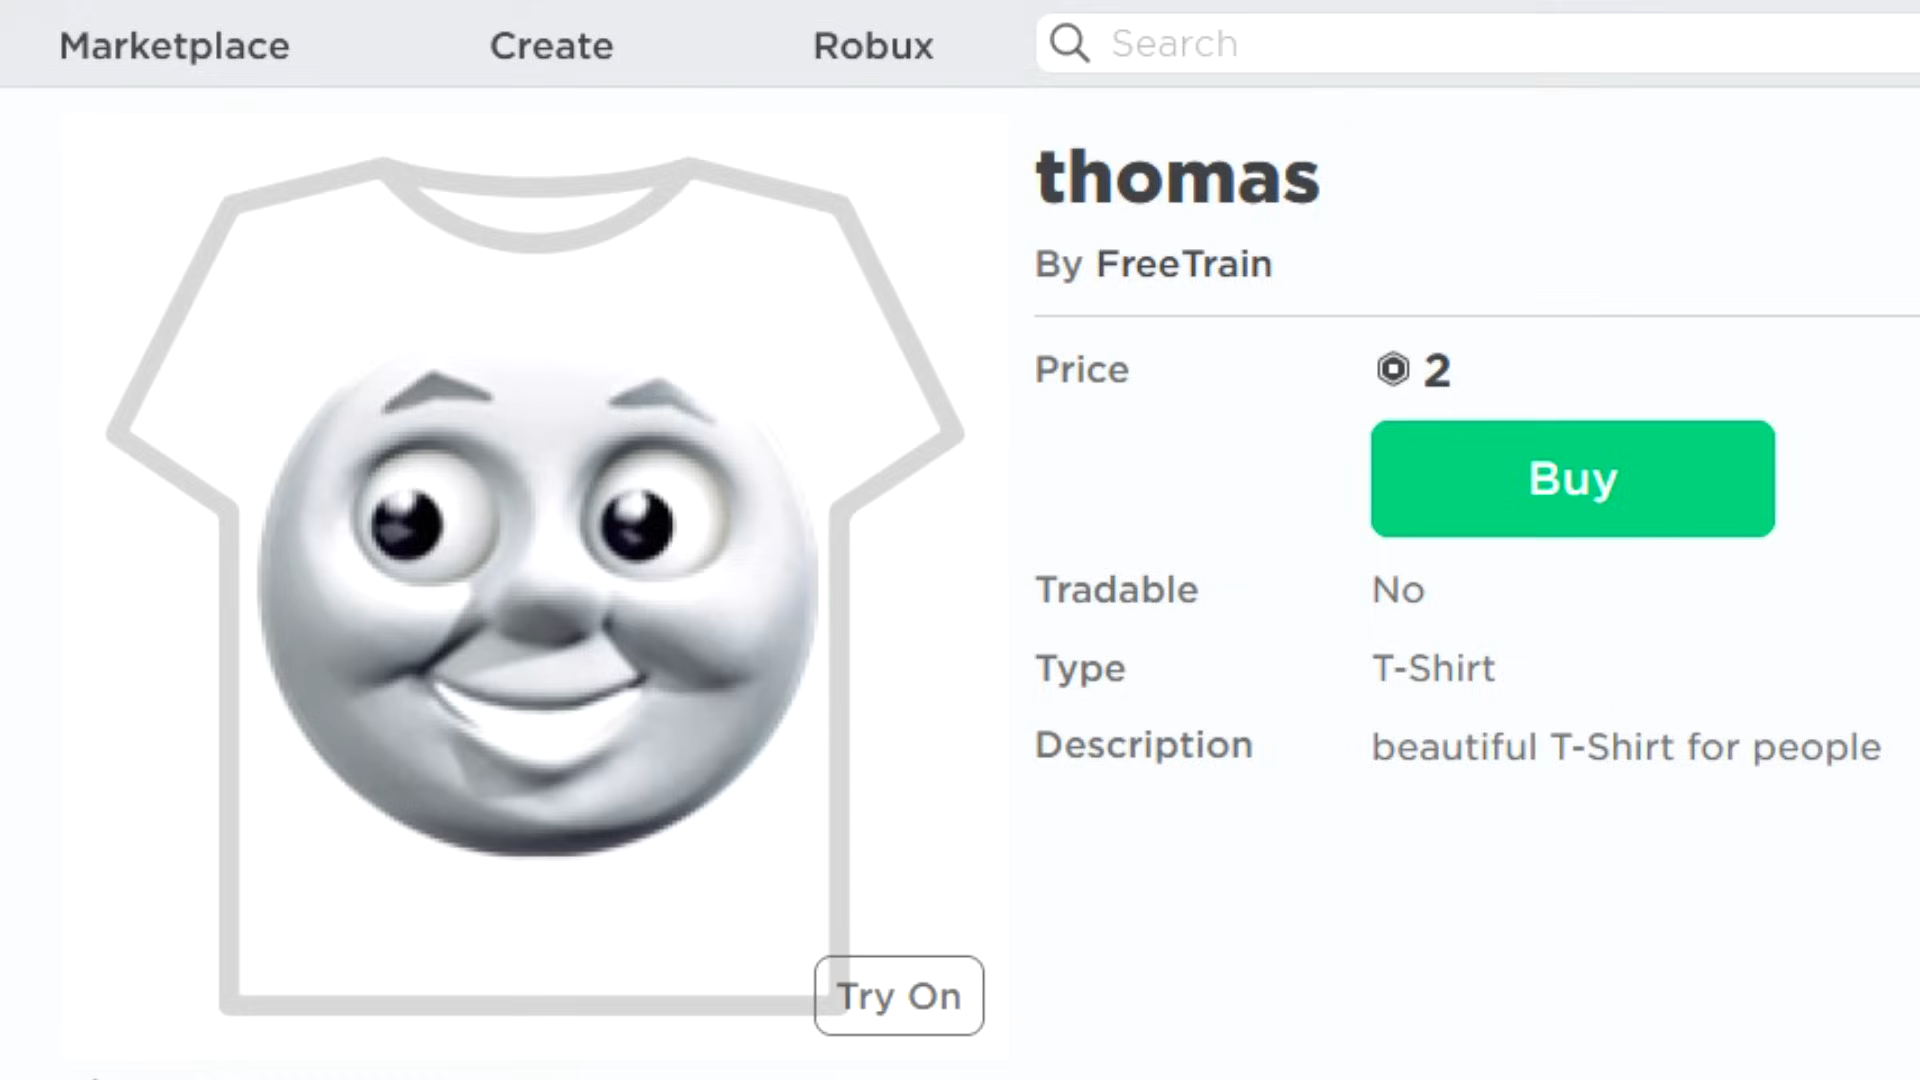 Marketplace Create Robux Search
thomas
By FreeTrain
Price 2
Buy
Tradable No
Type T-Shirt
Description beautiful T-Shirt for people
Try On